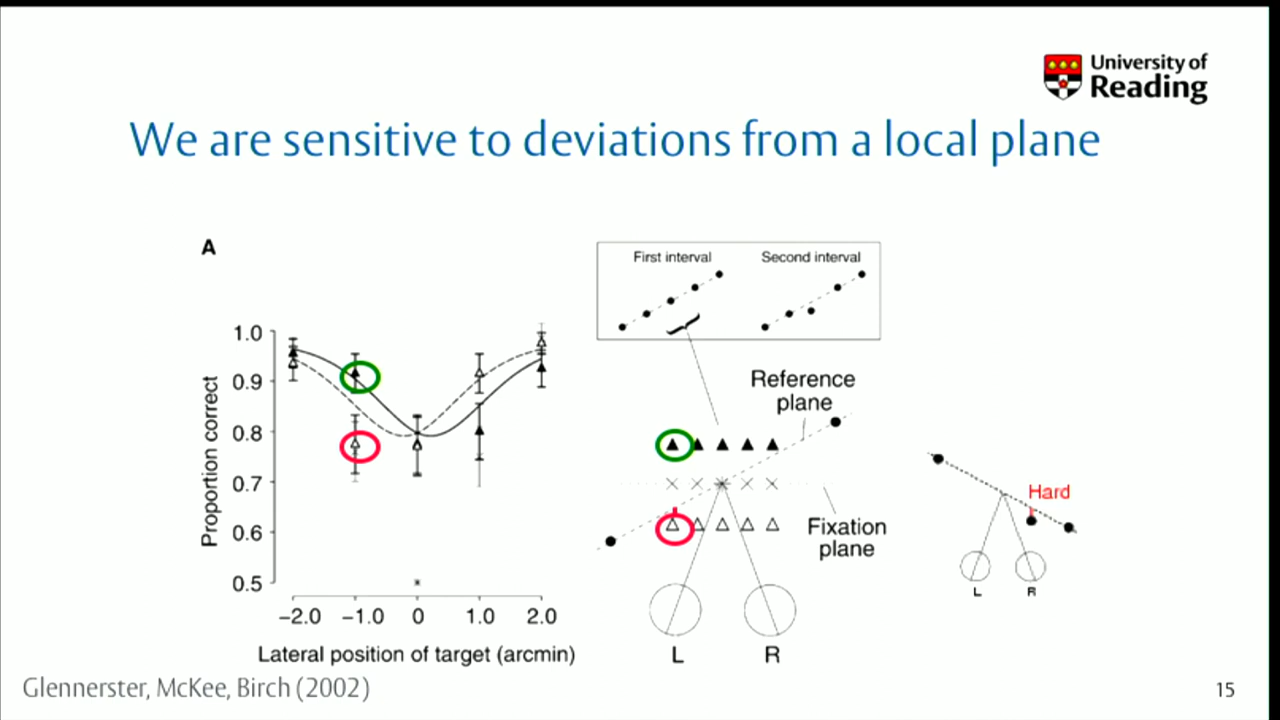 University of
Reading
We are sensitive to deviations from a local plane
A
Proportion correct
1.0
0.9
0.8
0.7
0.6
0.5
−2.0 −1.0 0 1.0 2.0
Lateral position of target (arcmin)
First interval Second interval
Reference
plane
Fixation
plane
L R
Hard
L R
Glennerster, McKee, Birch (2002)
15